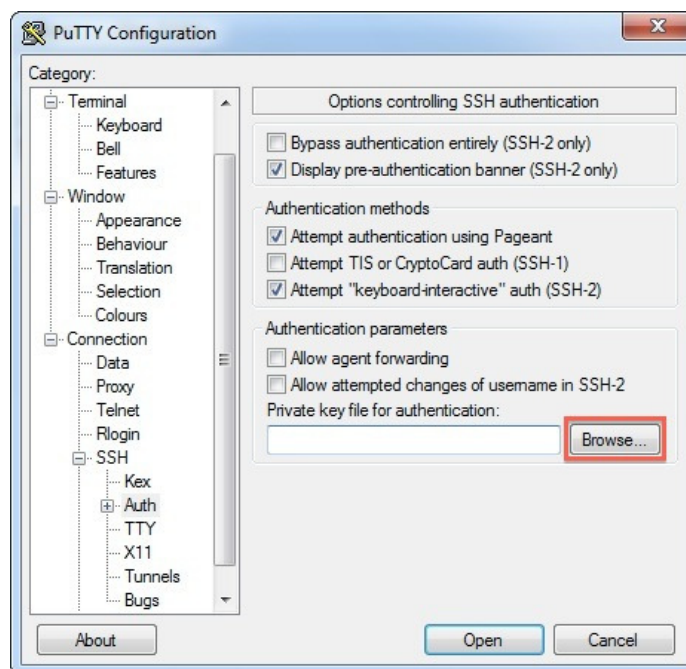 PuTTY Configuration
Category:
Terminal
Keyboard
Bell
Features
Window
Appearance
Behaviour
Translation
Selection
Colours
Connection
Data
Proxy
Telnet
Rlogin
SSH
Kex
Auth
TTY
X11
Tunnels
Bugs
Options controlling SSH authentication
Bypass authentication entirely (SSH-2 only)
Display pre-authentication banner (SSH-2 only)
Authentication methods
Attempt authentication using Pageant
Attempt TIS or CryptoCard auth (SSH-1)
Attempt "keyboard-interactive" auth (SSH-2)
Authentication parameters
Allow agent forwarding
Allow attempted changes of username in SSH-2
Private key file for authentication:
Browse...
About
Open
Cancel